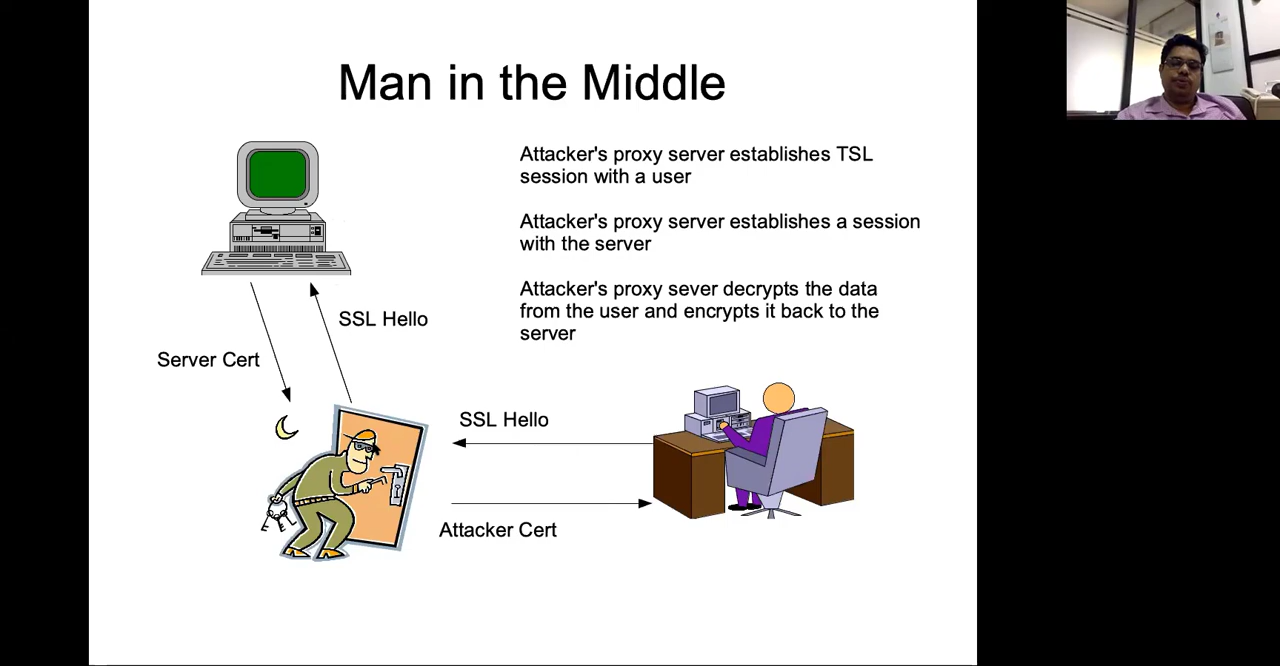 Man in the Middle
Attacker's proxy server establishes TSL
session with a user
Attacker's proxy server establishes a session
with the server
Attacker's proxy sever decrypts the data
from the user and encrypts it back to the
server
SSL Hello
Server Cert
SSL Hello
Attacker Cert